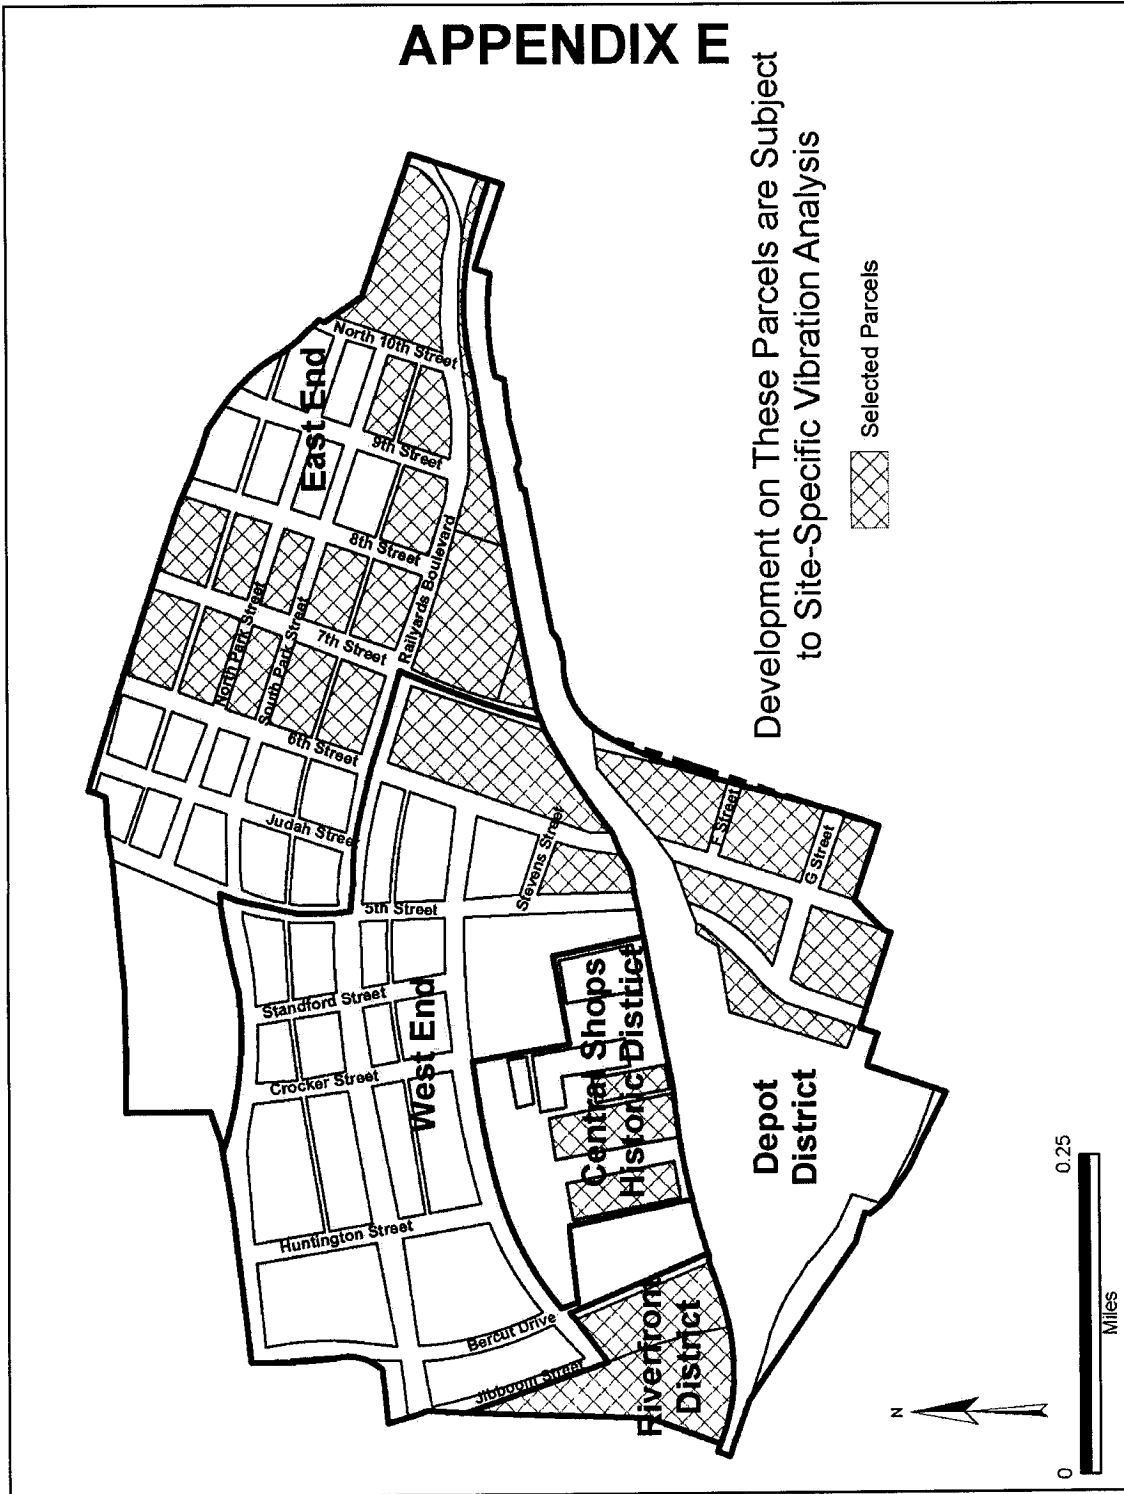 APPENDIX E
Development on These Parcels are Subject
to Site-Specific Vibration Analysis
Selected Parcels
East End
North 10th Street
9th Street
8th Street
Railyards Boulevard
7th Street
North Park Street
South Park Street
6th Street
Judah Street
5th Street
Stevens Street
F Street
G Street
Standford Street
West End
Crocker Street
Central Shops
Historic District
Depot
District
Huntington Street
Bercut Drive
Jibboom Street
Riverfront
District
N
0
0.25
Miles